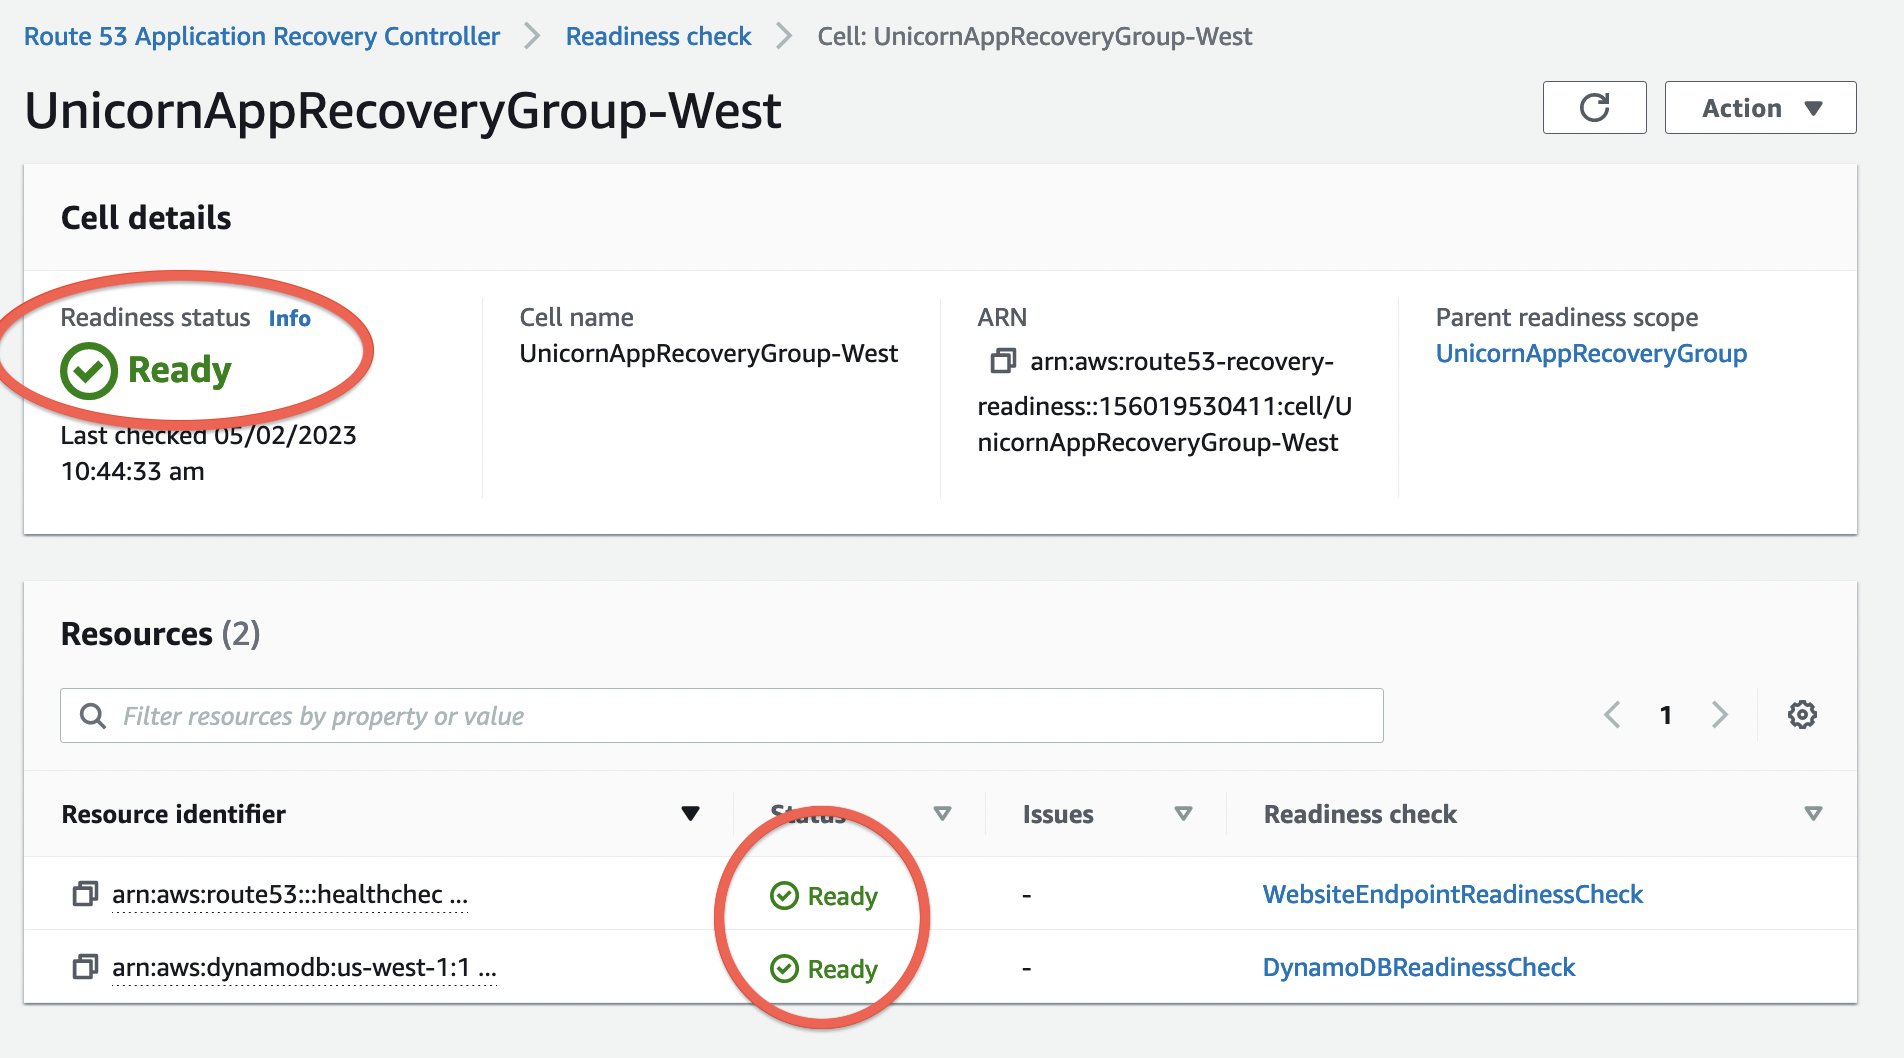 Route 53 Application Recovery Controller > Readiness check > Cell: UnicornAppRecoveryGroup-West
UnicornAppRecoveryGroup-West
Action
Cell details
Readiness status Info
Ready
Last checked 05/02/2023
10:44:33 am
Cell name
UnicornAppRecoveryGroup-West
ARN
arn:aws:route53-recovery-
readiness::156019530411:cell/U
nicornAppRecoveryGroup-West
Parent readiness scope
UnicornAppRecoveryGroup
Resources (2)
Filter resources by property or value
1
Resource identifier Status Issues Readiness check
arn:aws:route53:::healthchec ... Ready - WebsiteEndpointReadinessCheck
arn:aws:dynamodb:us-west-1:1 ... Ready - DynamoDBReadinessCheck